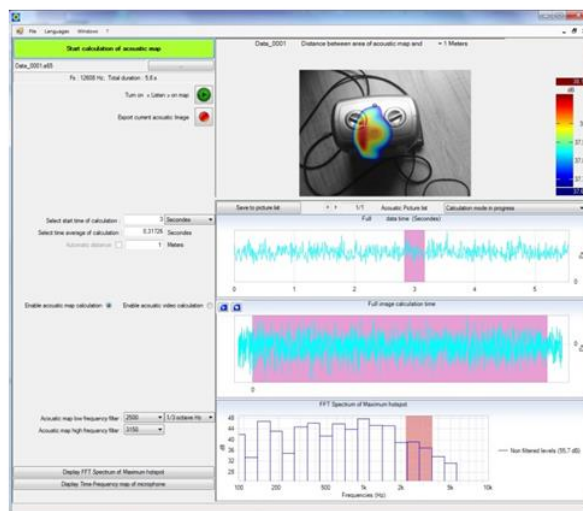 File Languages Windows ?
Start calculation of acoustic map
Data_0001.a65
...
Fs : 12608 Hz, Total duration : 5,6 s
Turn on « Listen » on map
Export current acoustic Image
Data_0001 Distance between area of acoustic map and ~ 1 Meters
dB
Save to picture list
1/1
Acoustic Picture list
Calculation mode in progress
Full data time (Secondes)
0 1 2 3 4 5
Select start time of calculation : 3 Secondes
Select time average of calculation : 0.31726 Secondes
Automatic distance : 1 Meters
Enable acoustic map calculation
Enable acoustic video calculation
Full image calculation time
0
Acoustic map low frequency filter : 2500 1/3 octave Hz
Acoustic map high frequency filter : 3150
Display FFT Spectrum of Maximum hotspot
Display Time Frequency map of microphone
FFT Spectrum of Maximum hotspot
dB
48
44
40
36
32
28
24
100 200 500 1k 2k 5k 10k
Frequencies (Hz)
Non filtered levels (55,7 dB)